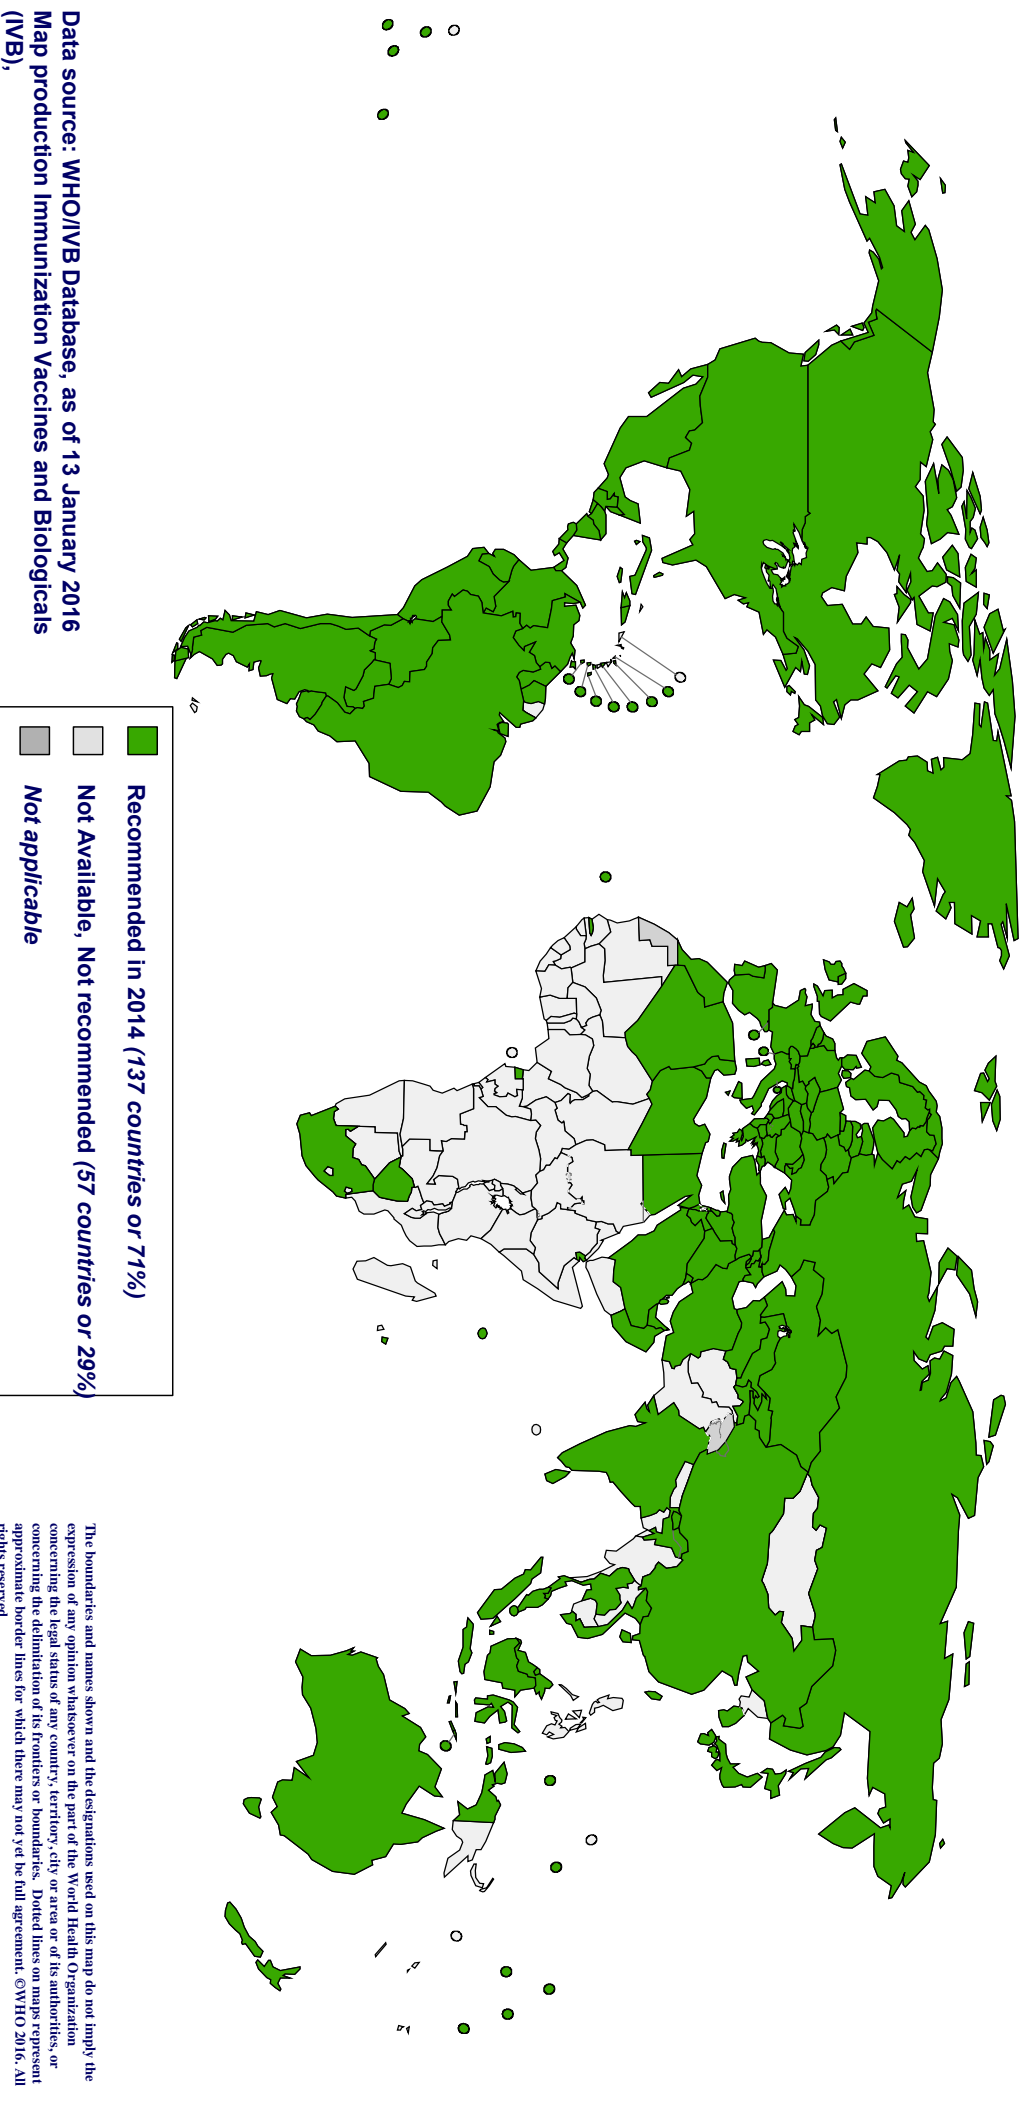 Data source: WHO/IVB Database, as of 13 January 2016
Map production Immunization Vaccines and Biologicals
(IVB),
Recommended in 2014 (137 countries or 71%)
Not Available, Not recommended (57 countries or 29%)
Not applicable
The boundaries and names shown and the designations used on this map do not imply the
expression of any opinion whatsoever on the part of the World Health Organization
concerning the legal status of any country, territory, city or area or of its authorities, or
concerning the delimitation of its frontiers or boundaries. Dotted lines on maps represent
approximate border lines for which there may not yet be full agreement. ©WHO 2016. All
rights reserved